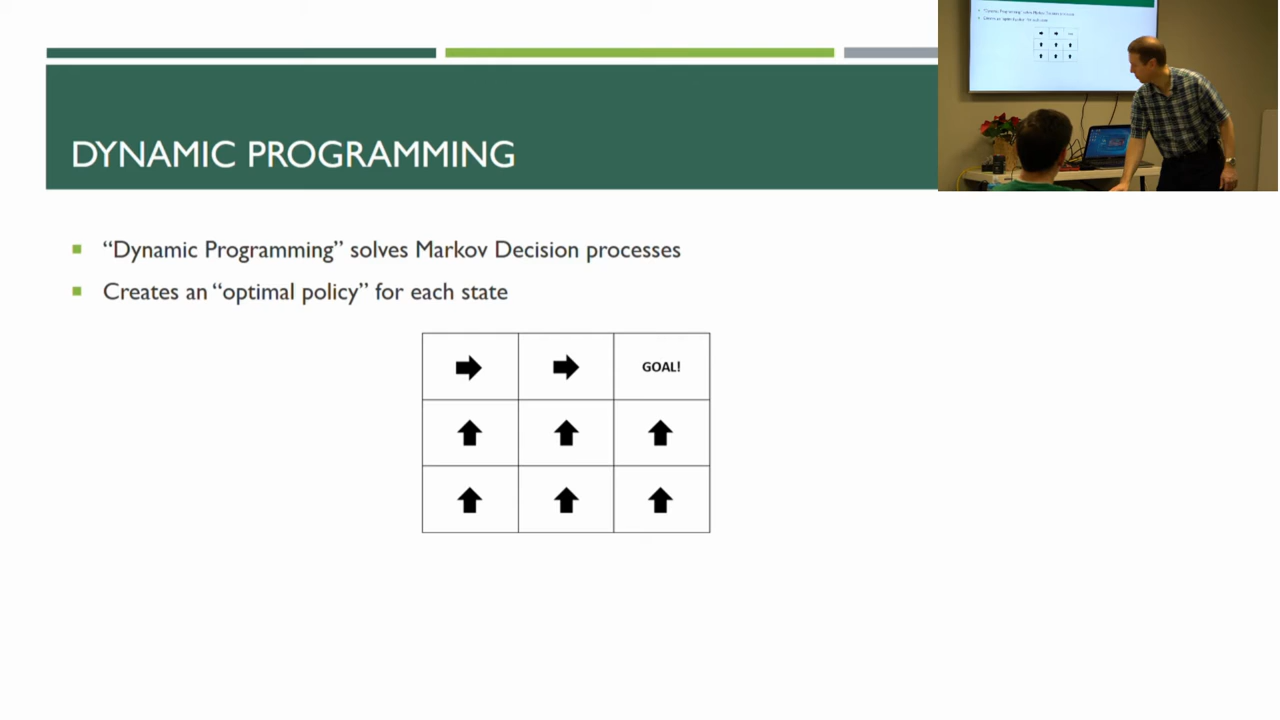 DYNAMIC PROGRAMMING
“Dynamic Programming” solves Markov Decision processes
Creates an “optimal policy” for each state
GOAL!